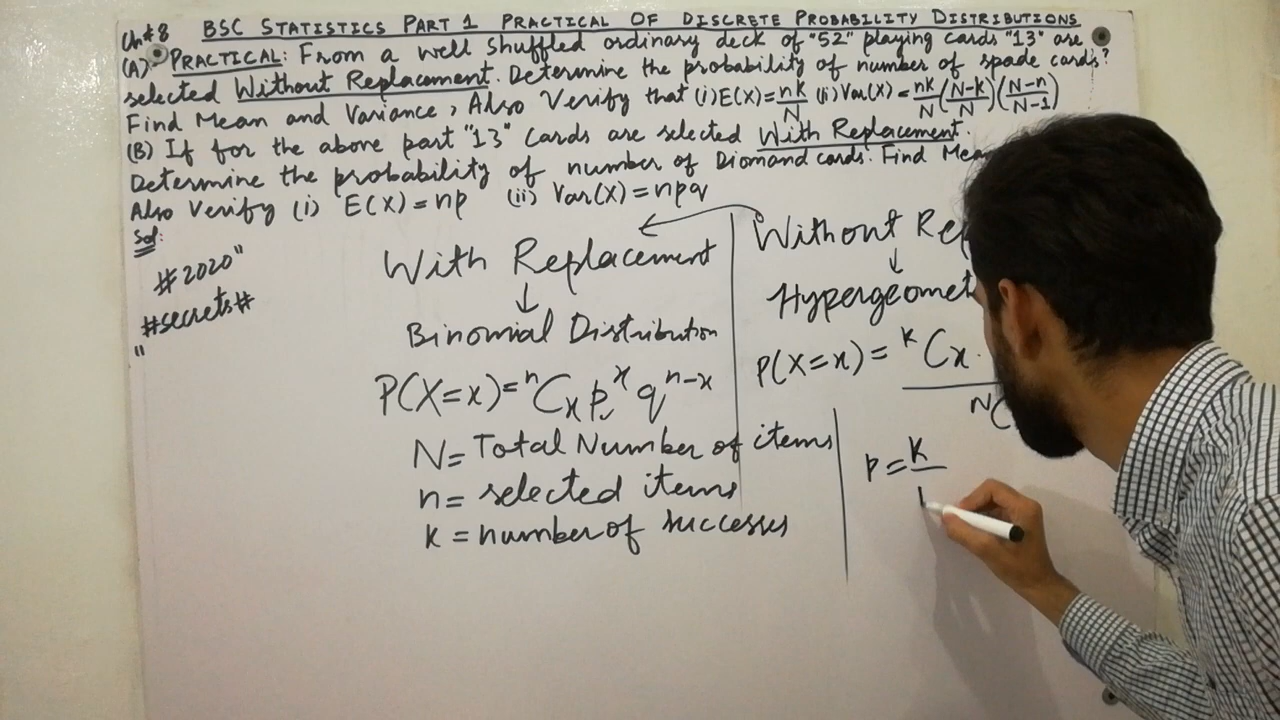 Ch#8 BSC STATISTICS PART 1 PRACTICAL OF DISCRETE PROBABILITY DISTRIBUTIONS
(A) PRACTICAL: From a well shuffled ordinary deck of "52" playing cards "13" are
selected Without Replacement. Determine the probability of number of spade cards?
Find Mean and Variance, Also Verify that (i) E(X)=nk/N (ii) Var(X)=nk/N(N-k/N)(N-n/N-1)
(B) If for the above part "13" Cards are selected With Replacement.
Determine the probability of number of Diomand cards. Find
Also Verify (i) E(X)=np (ii) Var(X)=npq
Sol:
#2020"
#secrets#
"
With Replacement
↓
Binomial Distribution
P(X=x)=ⁿCx pˣ qⁿ⁻ˣ
N= Total Number of items
n= selected items
k=number of successes
Without
↓
P(X=x)= ᵏCx.
ᴺC
p=k/